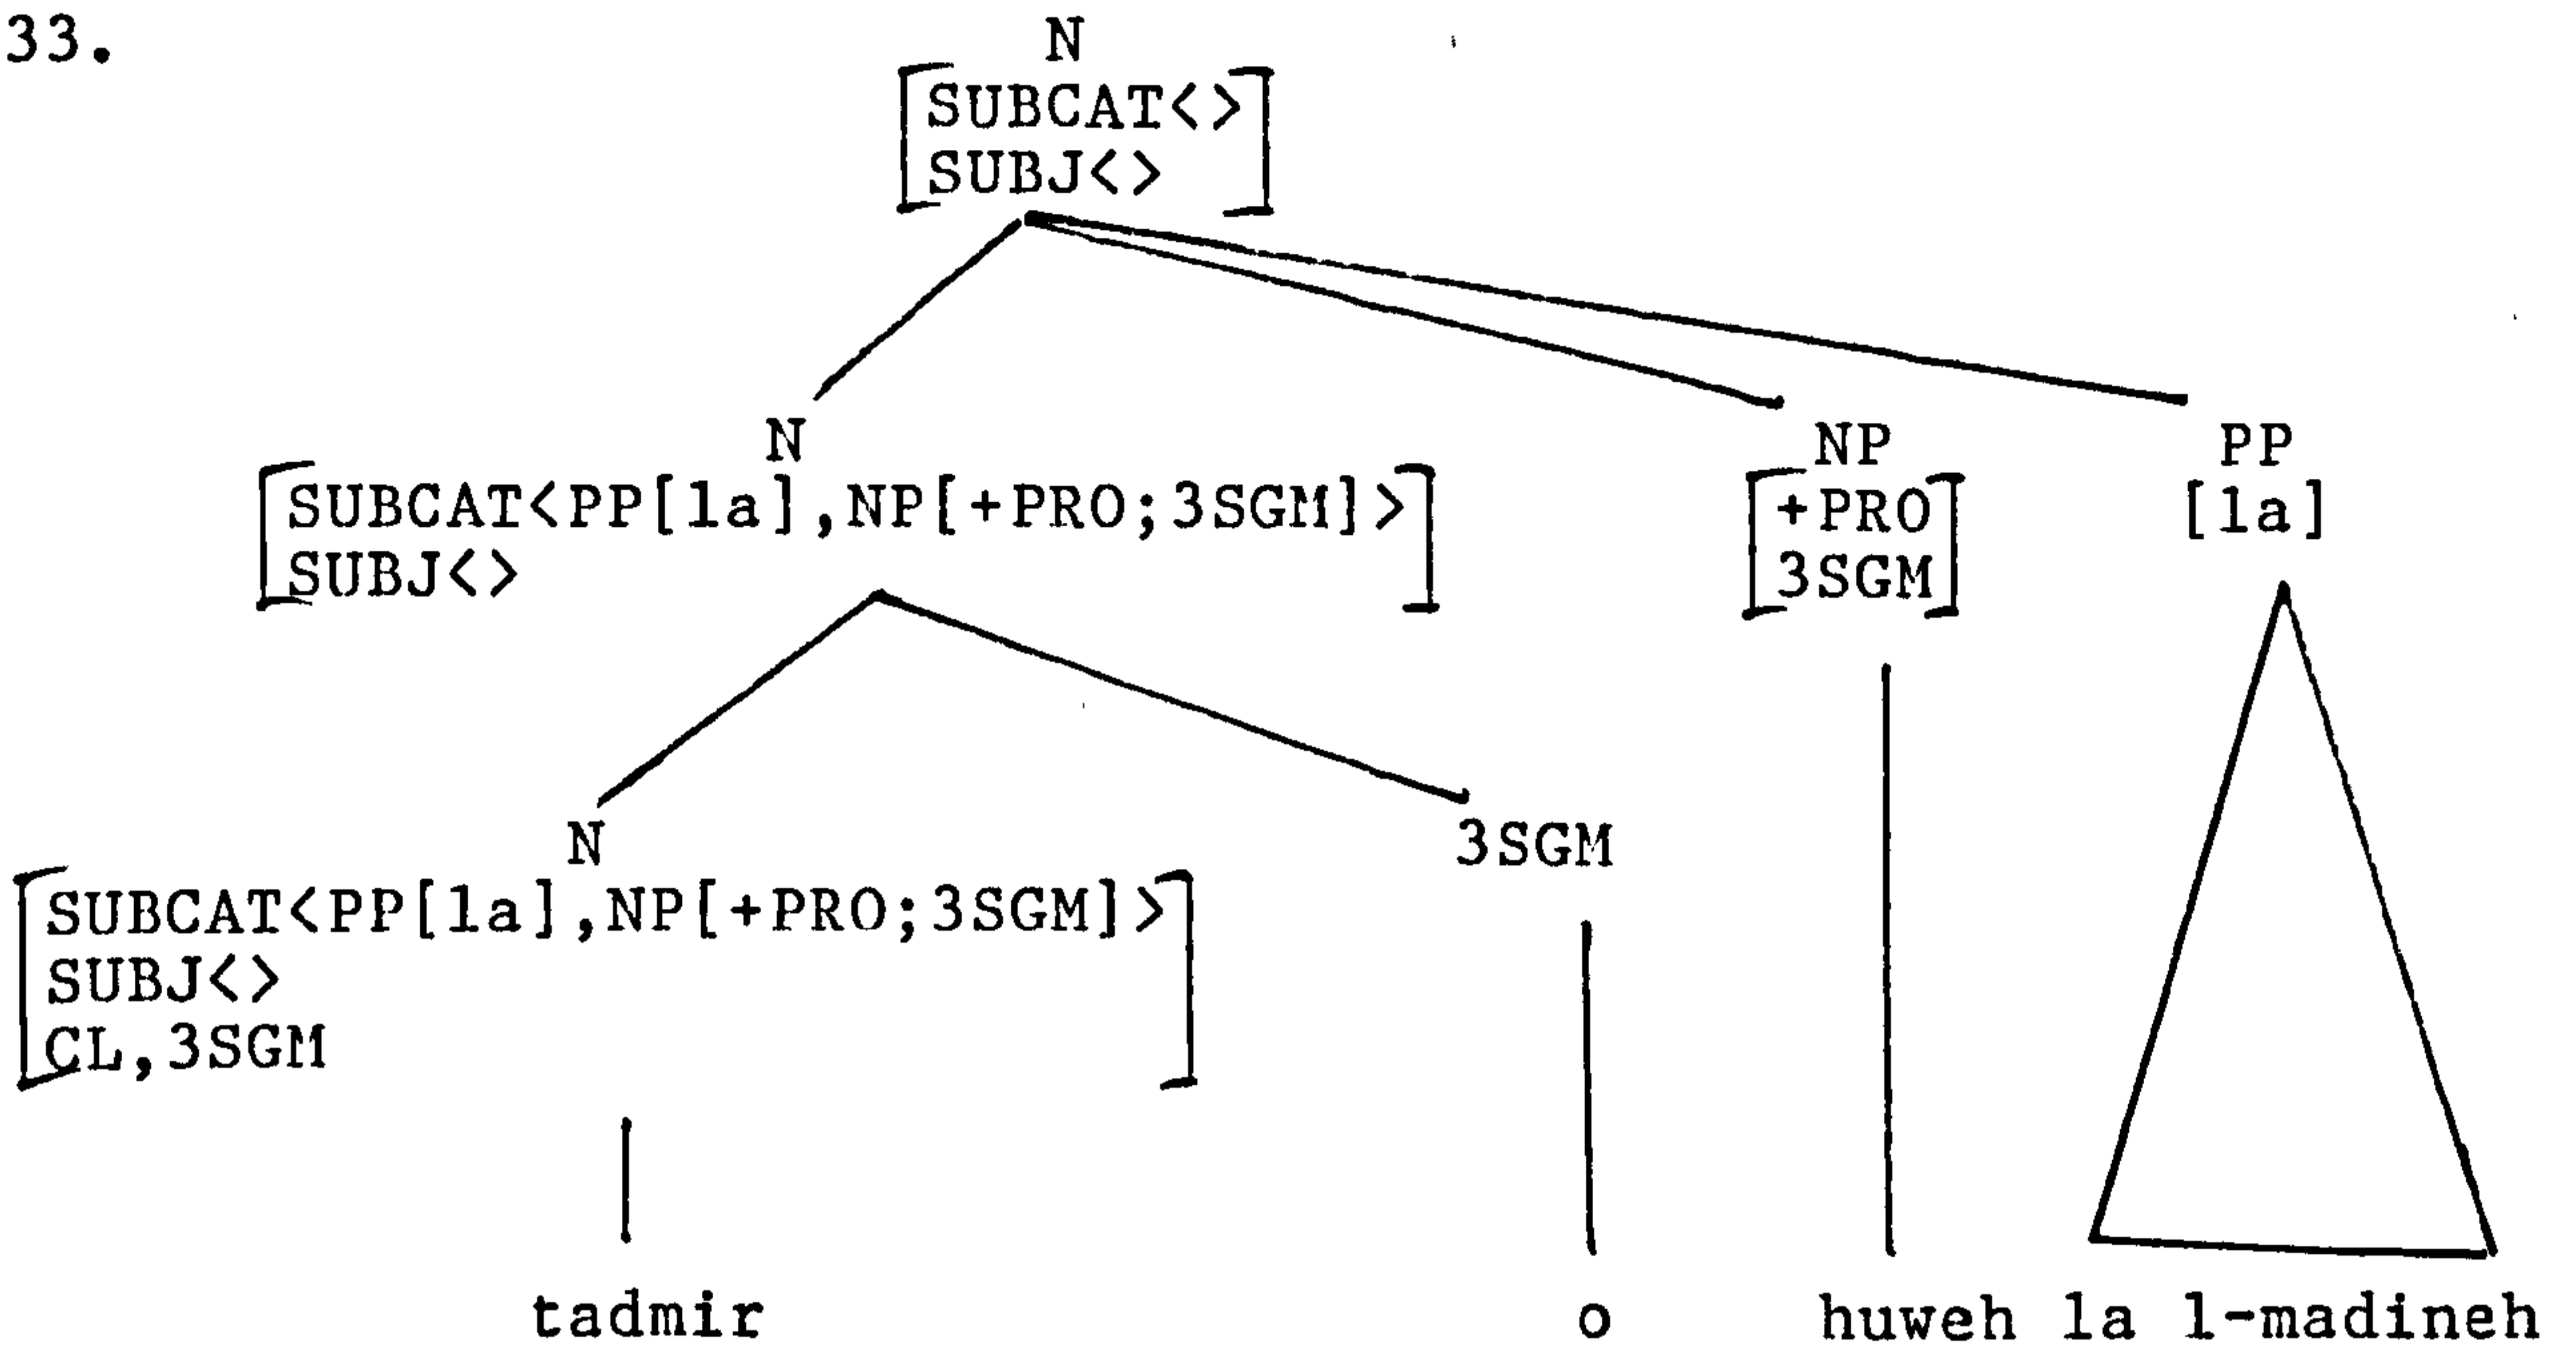 33.
N
[SUBCAT<>
SUBJ<>]
N NP PP
[SUBCAT<PP[la],NP[+PRO;3SGM]>] [+PRO] [la]
SUBJ<> 3SGM
N 3SGM
[SUBCAT<PP[la],NP[+PRO;3SGM]>
SUBJ<>
CL,3SGM]
tadmir o huweh la l-madineh